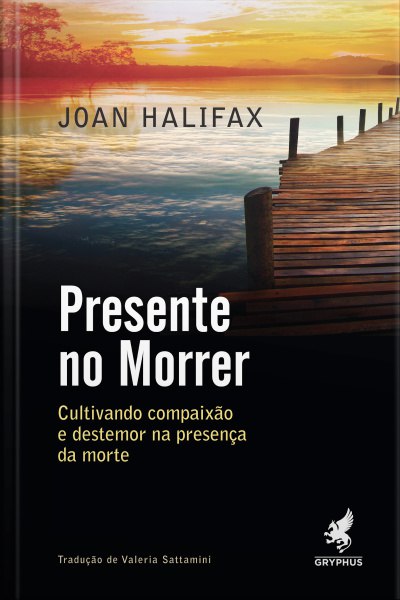 JOAN HALIFAX
Presente
no Morrer
Cultivando compaixão
e destemor na presença
da morte
Tradução de Valeria Sattamini
GRYPHUS